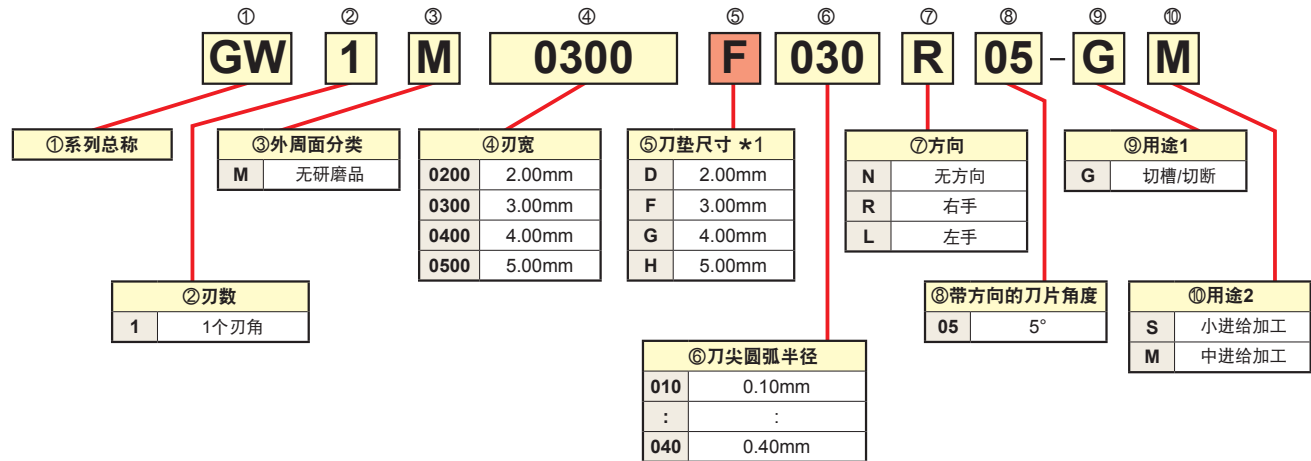 ① ② ③ ④ ⑤ ⑥ ⑦ ⑧ ⑨ ⑩
GW 1 M 0300 F 030 R 05 - G M
①系列总称
③外周面分类
M 无研磨品
④刃宽
0200 2.00mm
0300 3.00mm
0400 4.00mm
0500 5.00mm
⑤刀垫尺寸 *1
D 2.00mm
F 3.00mm
G 4.00mm
H 5.00mm
⑦方向
N 无方向
R 右手
L 左手
⑨用途1
G 切槽/切断
②刃数
1 1个刃角
⑧带方向的刀片角度
05 5°
⑩用途2
S 小进给加工
M 中进给加工
⑥刀尖圆弧半径
010 0.10mm
: :
040 0.40mm